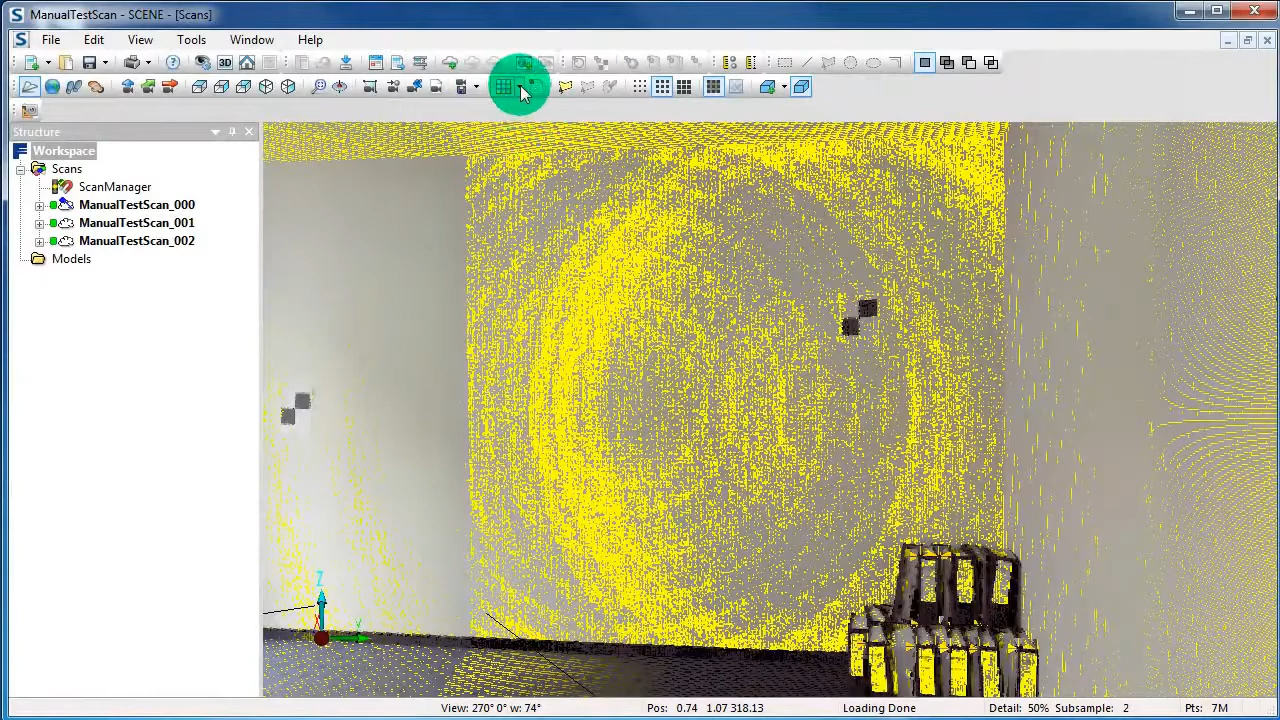 ManualTestScan - SCENE - [Scans]
File Edit View Tools Window Help
3D
Structure
Workspace
Scans
ScanManager
ManualTestScan_000
ManualTestScan_001
ManualTestScan_002
Models
Z
X
Y
View: 270° 0° w: 74° Pos: 0.74 1.07 318.13 Loading Done Detail: 50% Subsample: 2 Pts: 7M